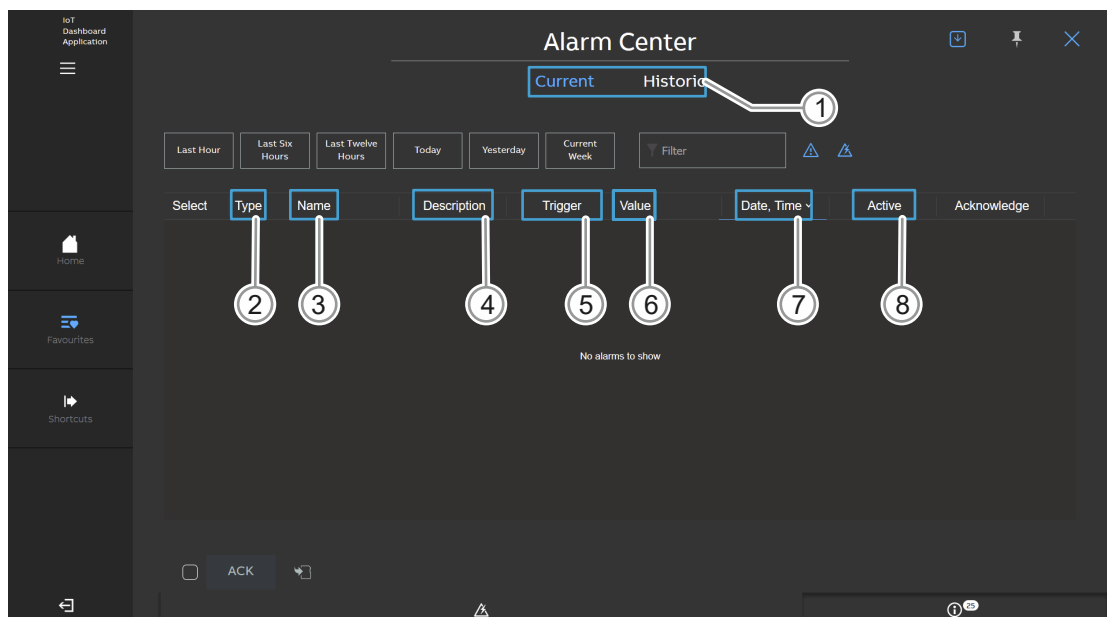 IoT
Dashboard
Application
Alarm Center
Current Historic
1
Last Hour
Last Six
Hours
Last Twelve
Hours
Today
Yesterday
Current
Week
Filter
Select Type Name Description Trigger Value Date, Time Active Acknowledge
2 3 4 5 6 7 8
Home
Favourites
Shortcuts
No alarms to show
ACK
25